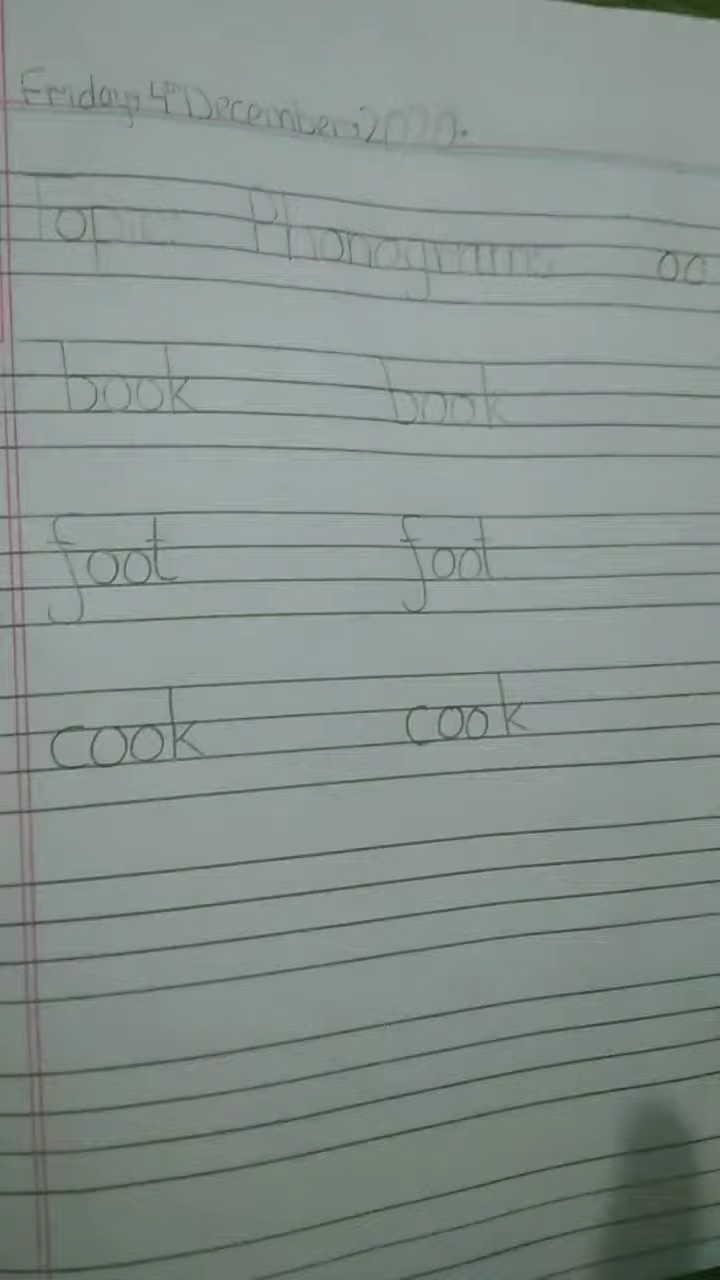 Friday, 4th December, 2020.
Topic: Phonograms oo
book book
foot foot
cook cook